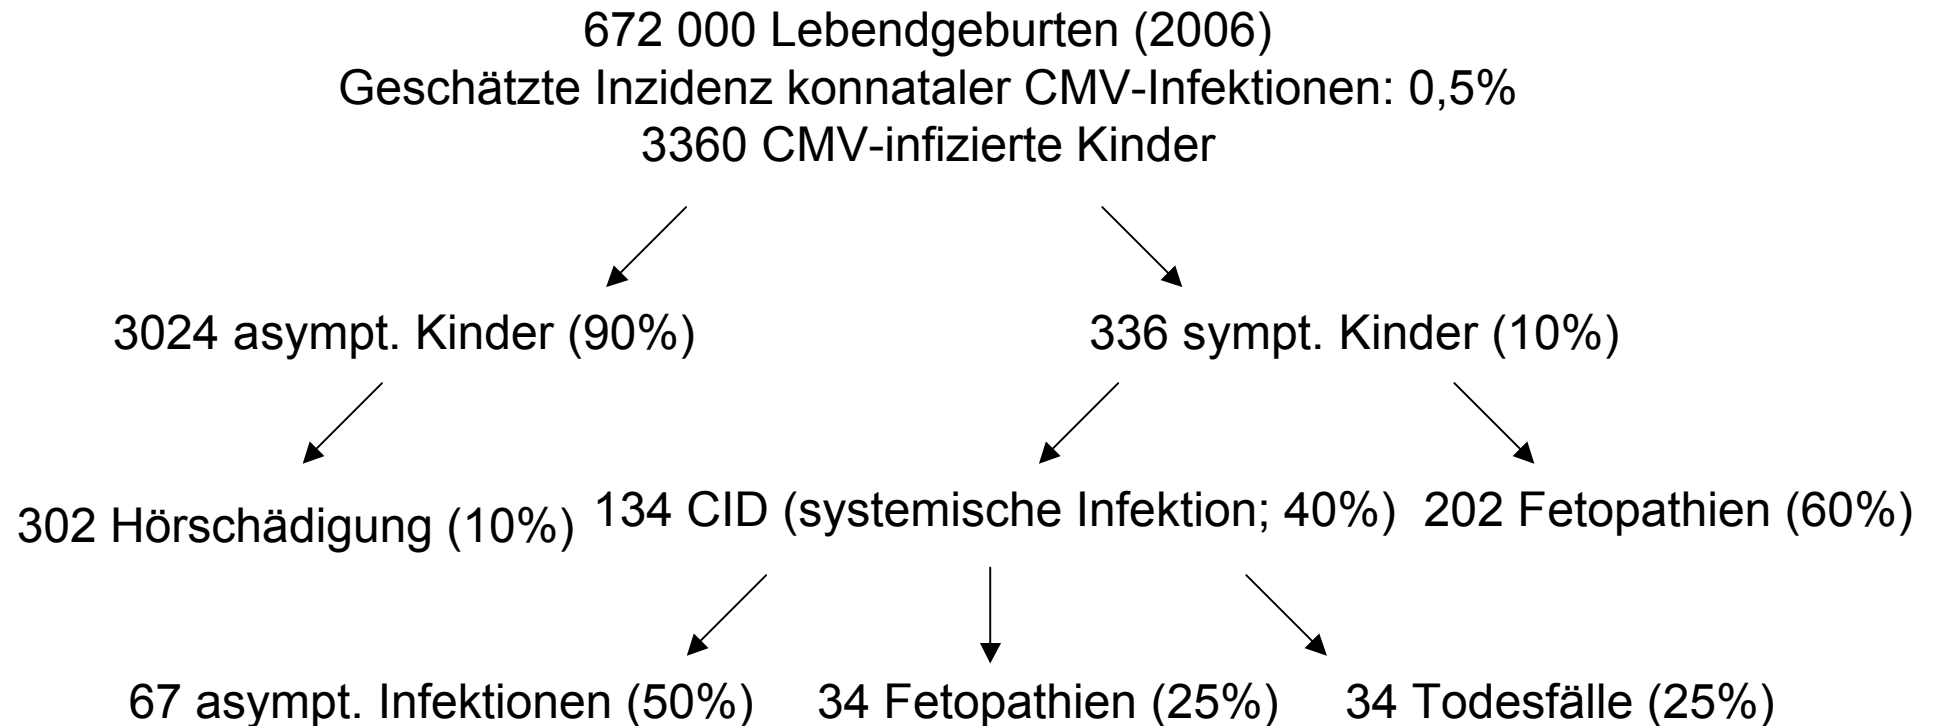 672 000 Lebendgeburten (2006)
Geschätzte Inzidenz konnataler CMV-Infektionen: 0,5%
3360 CMV-infizierte Kinder
3024 asympt. Kinder (90%)
336 sympt. Kinder (10%)
302 Hörschädigung (10%)
134 CID (systemische Infektion; 40%)
202 Fetopathien (60%)
67 asympt. Infektionen (50%)
34 Fetopathien (25%)
34 Todesfälle (25%)